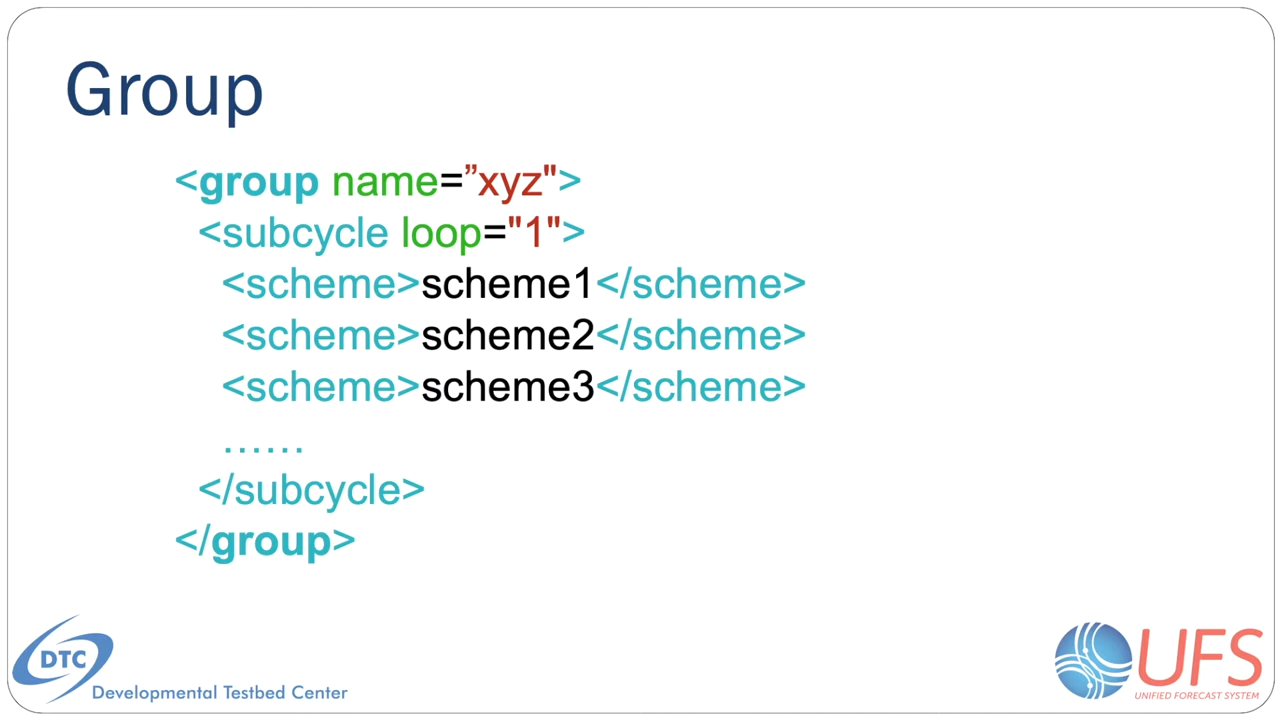 Group
<group name=”xyz">
<subcycle loop="1">
<scheme>scheme1</scheme>
<scheme>scheme2</scheme>
<scheme>scheme3</scheme>
......
</subcycle>
</group>
DTC
Developmental Testbed Center
UFS
UNIFIED FORECAST SYSTEM